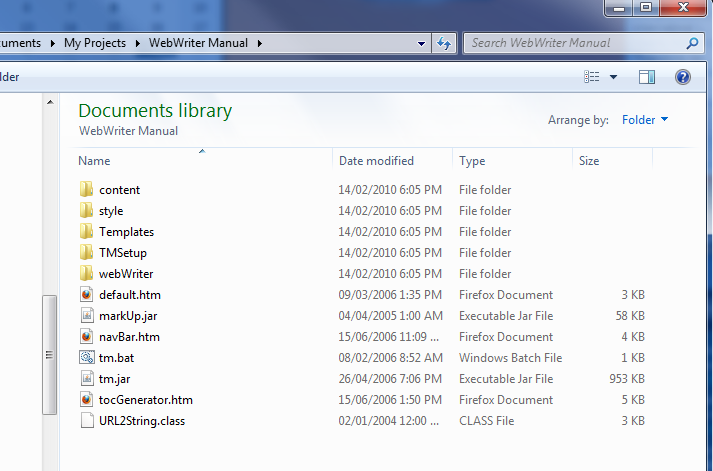 cuments ▸ My Projects ▸ WebWriter Manual ▸ Search WebWriter Manual
lder
Documents library
WebWriter Manual
Arrange by: Folder
Name Date modified Type Size
content 14/02/2010 6:05 PM File folder
style 14/02/2010 6:05 PM File folder
Templates 14/02/2010 6:05 PM File folder
TMSetup 14/02/2010 6:05 PM File folder
webWriter 14/02/2010 6:05 PM File folder
default.htm 09/03/2006 1:35 PM Firefox Document 3 KB
markUp.jar 04/04/2005 1:00 AM Executable Jar File 58 KB
navBar.htm 15/06/2006 11:09 ... Firefox Document 4 KB
tm.bat 08/02/2006 8:52 AM Windows Batch File 1 KB
tm.jar 26/04/2006 7:06 PM Executable Jar File 953 KB
tocGenerator.htm 15/06/2006 1:50 PM Firefox Document 5 KB
URL2String.class 02/01/2004 12:00 ... CLASS File 3 KB